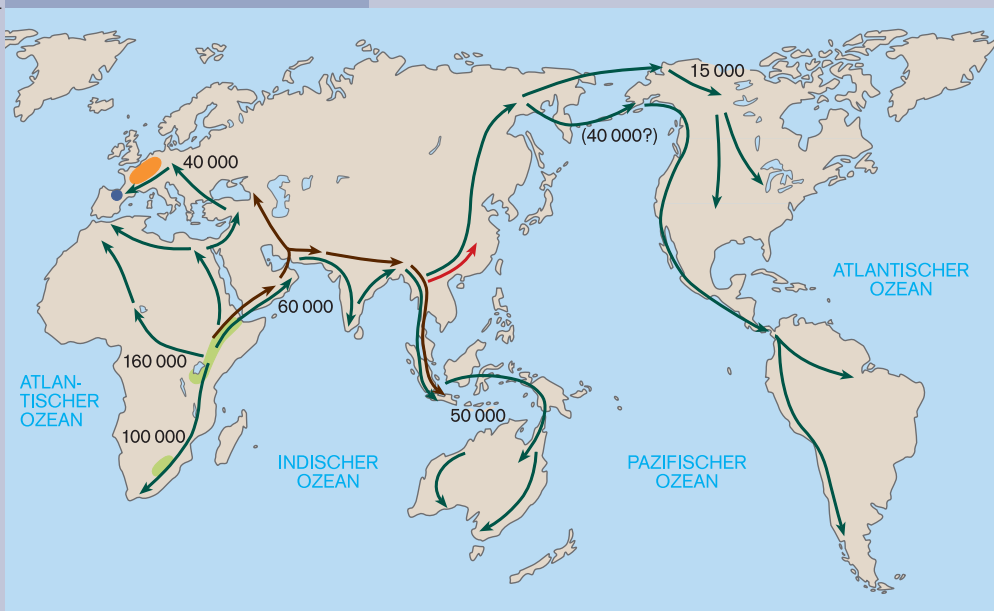 15 000
(40 000?)
40 000
60 000
160 000
ATLAN-
TISCHER
OZEAN
100 000
50 000
INDISCHER
OZEAN
PAZIFISCHER
OZEAN
ATLANTISCHER
OZEAN